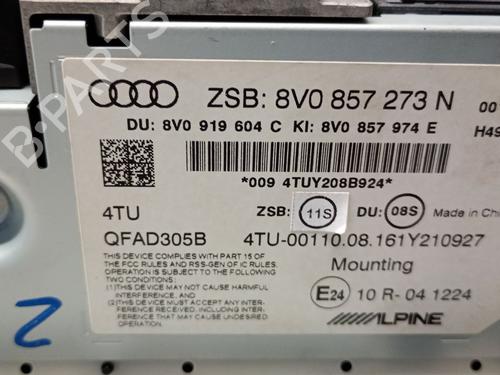 ZSB: 8V0 857 273 N
00
DU: 8V0 919 604 C KI: 8V0 857 974 E
H49
*009 4TUY208B924*
4TU
ZSB: 11S DU: 08S Made in Chi
QFAD305B
4TU-00110.08.161Y210927
THIS DEVICE COMPLIES WITH PART 15 OF
THE FCC RULES AND RSS-GEN OF IC RULES.
OPERATION IS SUBJECT TO THE FOLLOWING
TWO CONDITIONS:
(1)THIS DEVICE MAY NOT CAUSE HARMFUL
INTERFERENCE, AND
(2)THIS DEVICE MUST ACCEPT ANY INTER-
FERENCE RECEIVED, INCLUDING
INTERFERENCE THAT MAY CAUSE
UNDESIRED OPERATION.
Mounting
E24 10 R-04 1224
ALPINE
2